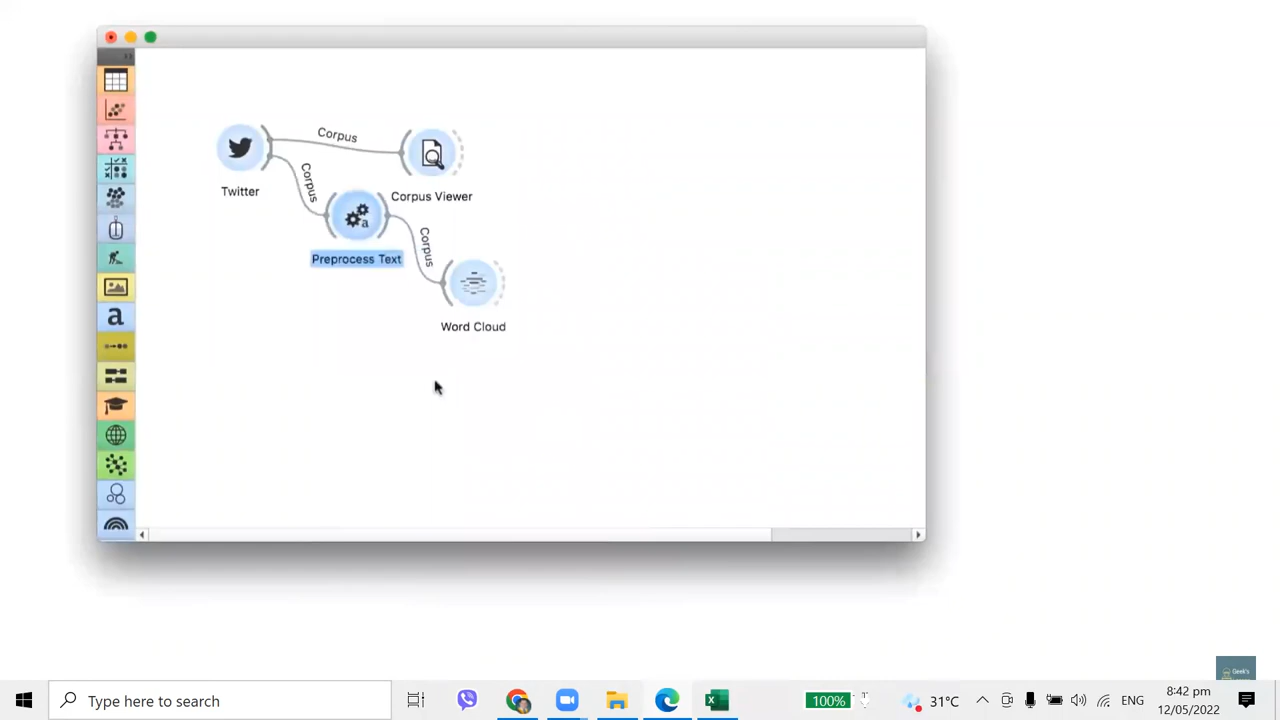 Corpus
Corpus
Twitter
Corpus Viewer
Corpus
Preprocess Text
Word Cloud
a
Geek's
Type here to search
100%
31°C
ENG
8:42 pm
12/05/2022